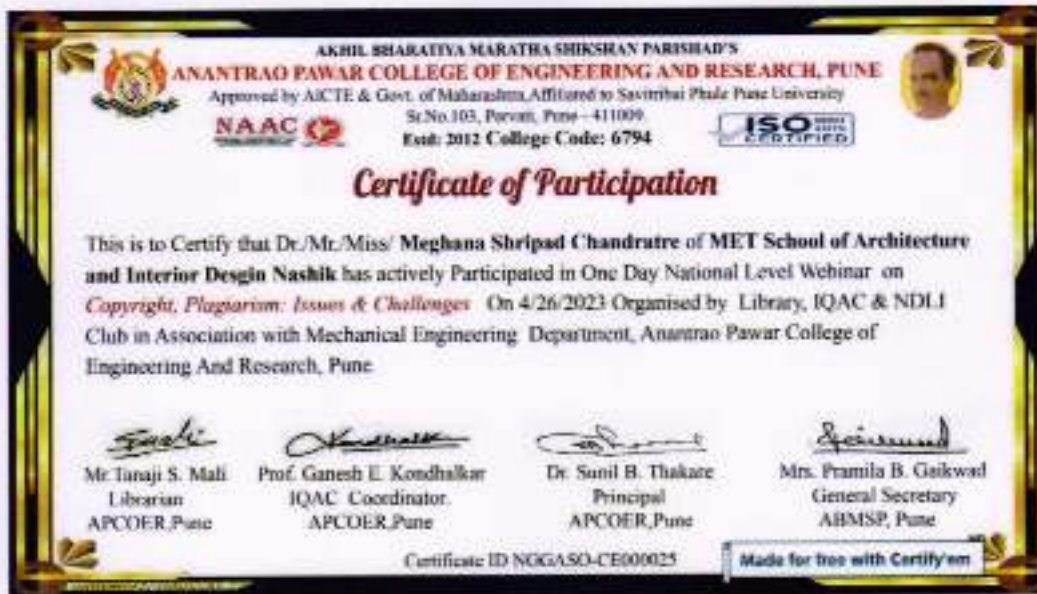 AKHIL BHARATIYA MARATHA SHIKSHAN PARISHAD'S
ANANTRAO PAWAR COLLEGE OF ENGINEERING AND RESEARCH, PUNE
Approved by AICTE & Govt. of Maharashtra,Affiliated to Savitribai Phule Pune University
Sr.No.103, Parvati, Pune - 411009.
NAAC
Estd: 2012 College Code: 6794
ISO
CERTIFIED
Certificate of Participation
This is to Certify that Dr./Mr./Miss/ Meghana Shripad Chandratre of MET School of Architecture
and Interior Desgin Nashik has actively Participated in One Day National Level Webinar on
Copyright, Plagiarism: Issues & Challenges On 4/26/2023 Organised by Library, IQAC & NDLI
Club in Association with Mechanical Engineering Department, Anantrao Pawar College of
Engineering And Research, Pune
Mr.Tanaji S. Mali
Librarian
APCOER,Pune
Prof. Ganesh E. Kondhalkar
IQAC Coordinator.
APCOER,Pune
Dr. Sunil B. Thakare
Principal
APCOER,Pune
Mrs. Pramila B. Gaikwad
General Secretary
ABMSP, Pune
Certificate ID NOGASO-CE000025
Made for free with Certify'em